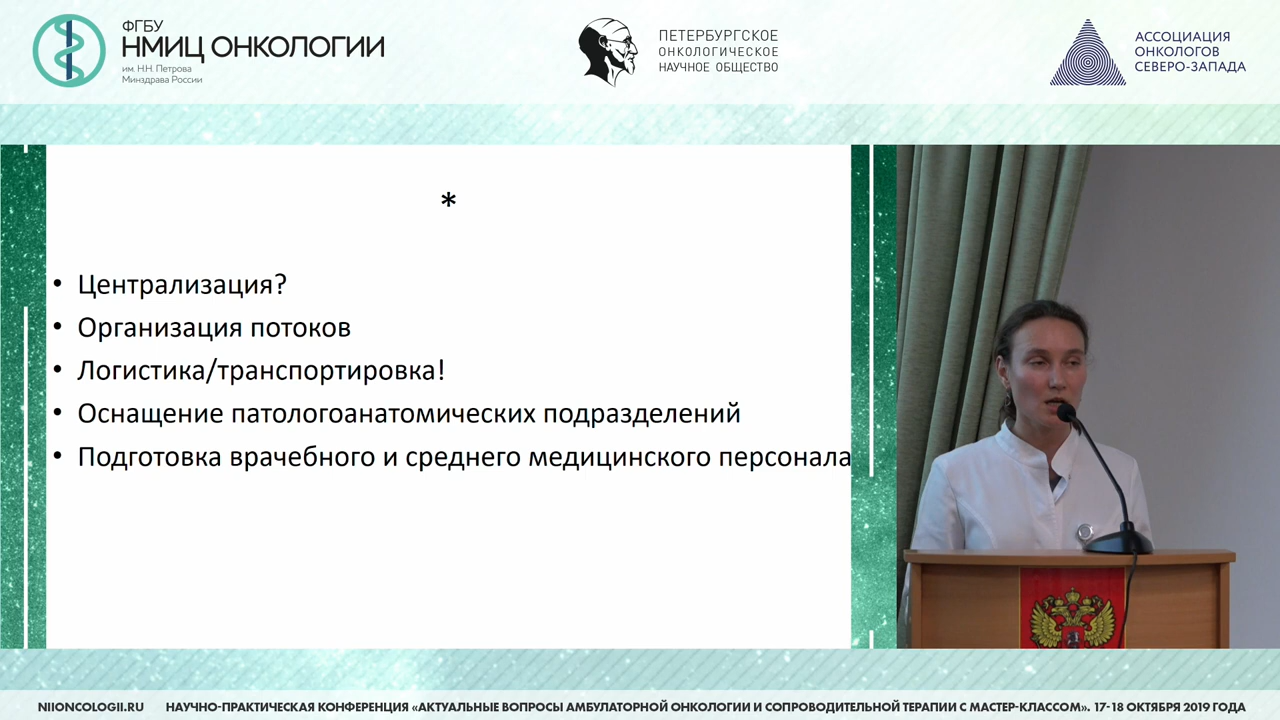 ФГБУ
НМИЦ ОНКОЛОГИИ
им. Н.Н. Петрова
Минздрава России
ПЕТЕРБУРГСКОЕ
ОНКОЛОГИЧЕСКОЕ
НАУЧНОЕ ОБЩЕСТВО
АССОЦИАЦИЯ
ОНКОЛОГОВ
СЕВЕРО-ЗАПАДА
*
• Централизация?
• Организация потоков
• Логистика/транспортировка!
• Оснащение патологоанатомических подразделений
• Подготовка врачебного и среднего медицинского персонала
NIIONCOLOGII.RU НАУЧНО-ПРАКТИЧЕСКАЯ КОНФЕРЕНЦИЯ «АКТУАЛЬНЫЕ ВОПРОСЫ АМБУЛАТОРНОЙ ОНКОЛОГИИ И СОПРОВОДИТЕЛЬНОЙ ТЕРАПИИ С МАСТЕР-КЛАССОМ». 17-18 ОКТЯБРЯ 2019 ГОДА